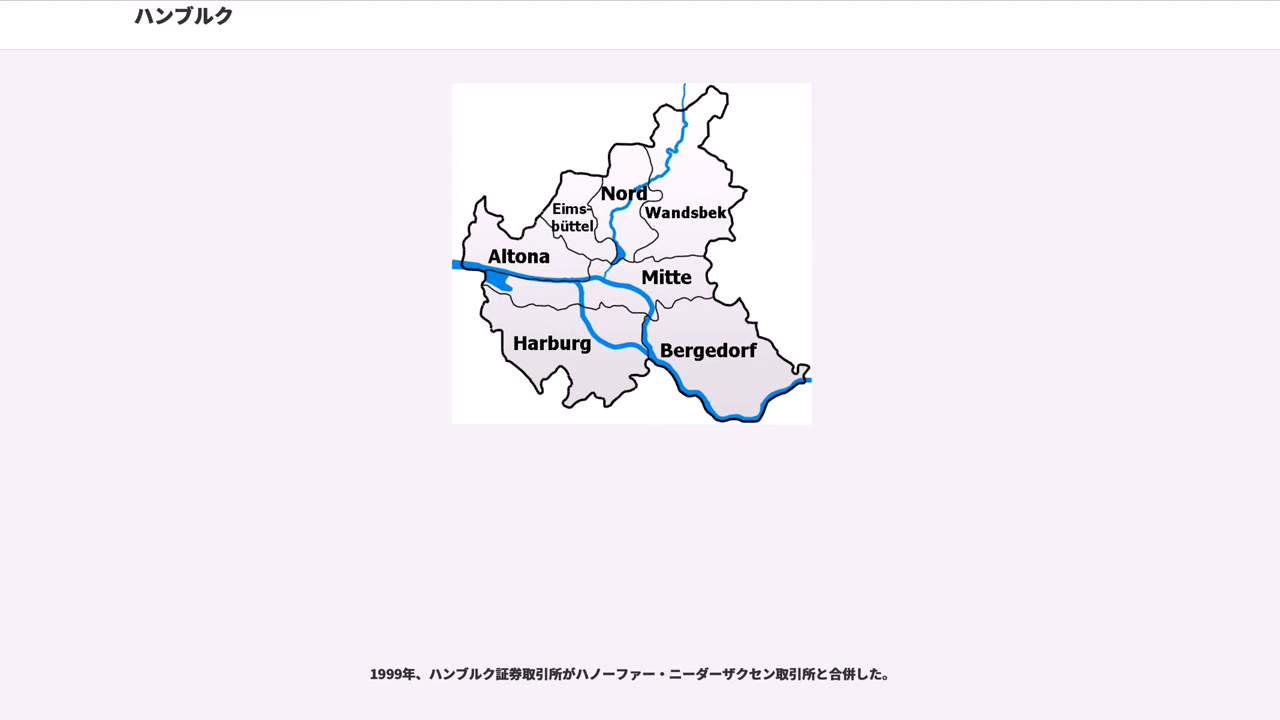 ハンブルク
Nord
Eims-
büttel
Wandsbek
Altona
Mitte
Harburg
Bergedorf
1999年、ハンブルク証券取引所がハノーファー・ニーダーザクセン取引所と合併した。